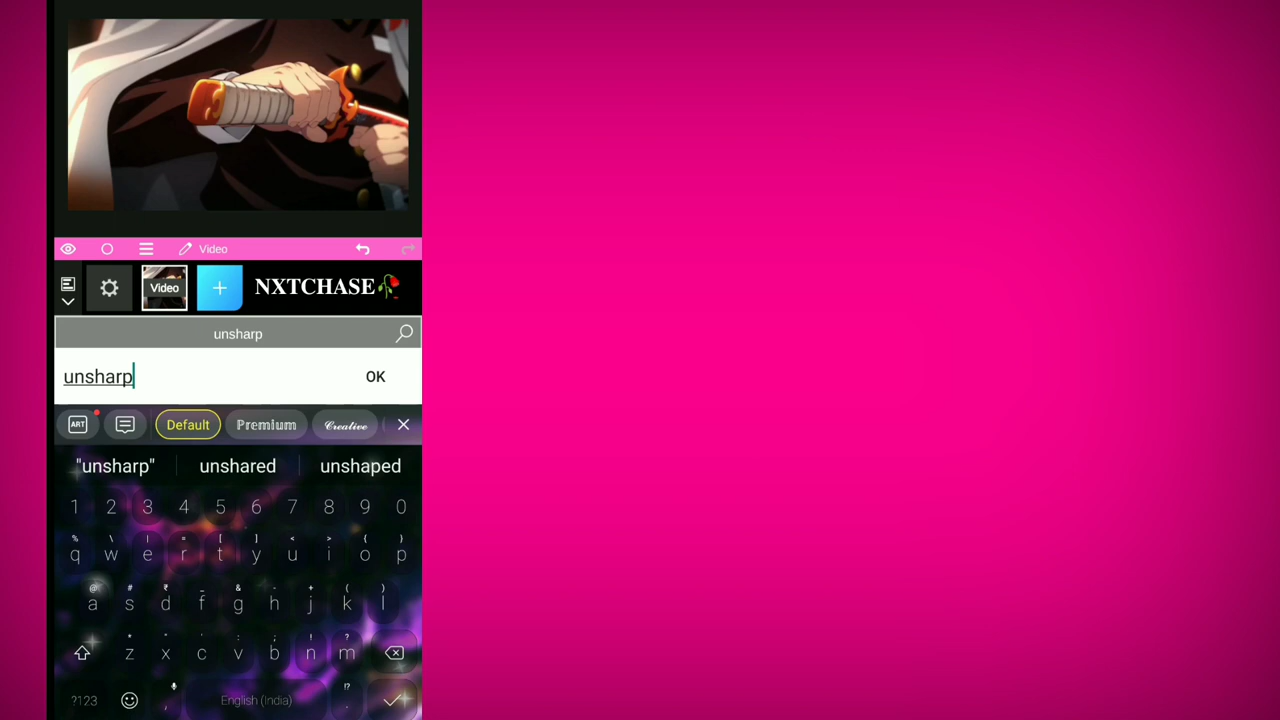 Video
Video
NXTCHASE🥀
unsharp
unsharp OK
ART Default Premium Creative
"unsharp" unshared unshaped
1 2 3 4 5 6 7 8 9 0
% \ | = [ ] < > { }
q w e r t y u i o p
@ # ₹ _ & - + ( )
a s d f g h j k l
* " ' : ; ! ?
z x c v b n m
?123 , English (India) !? .